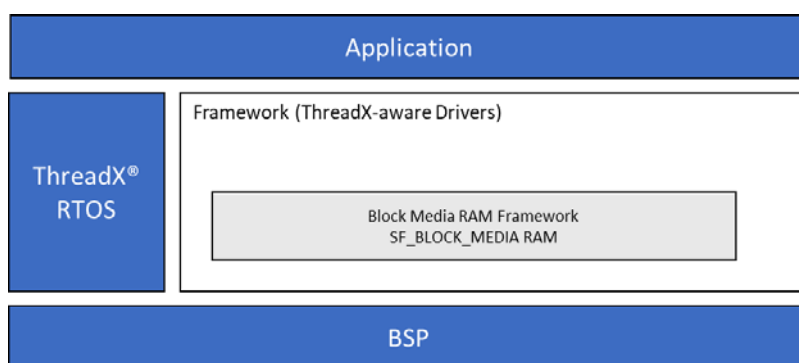 Application
Framework (ThreadX-aware Drivers)
ThreadX®
RTOS
Block Media RAM Framework
SF_BLOCK_MEDIA RAM
BSP